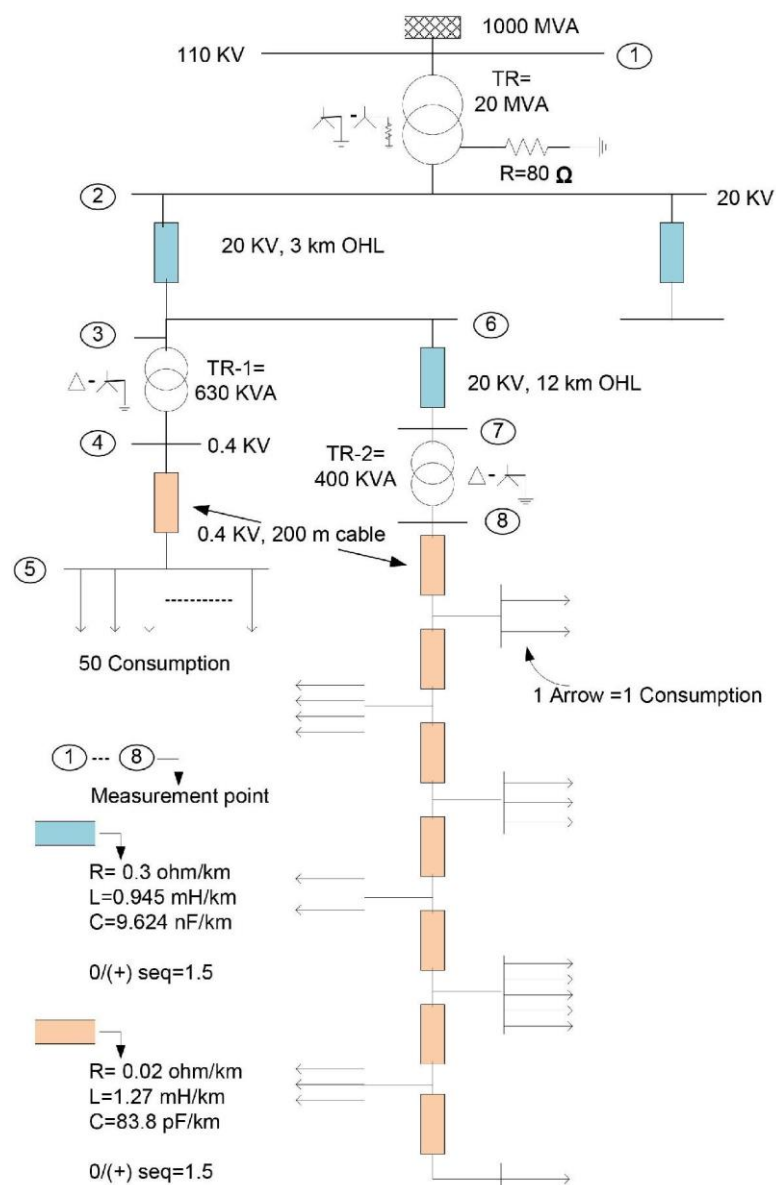 1000 MVA
110 KV
1
TR=
20 MVA
R=80 Ω
2
20 KV
20 KV, 3 km OHL
3
6
TR-1=
630 KVA
Δ-
20 KV, 12 km OHL
4
0.4 KV
7
TR-2=
400 KVA
Δ-
8
0.4 KV, 200 m cable
5
50 Consumption
1 Arrow =1 Consumption
1 --- 8
Measurement point
R= 0.3 ohm/km
L=0.945 mH/km
C=9.624 nF/km
0/(+) seq=1.5
R= 0.02 ohm/km
L=1.27 mH/km
C=83.8 pF/km
0/(+) seq=1.5